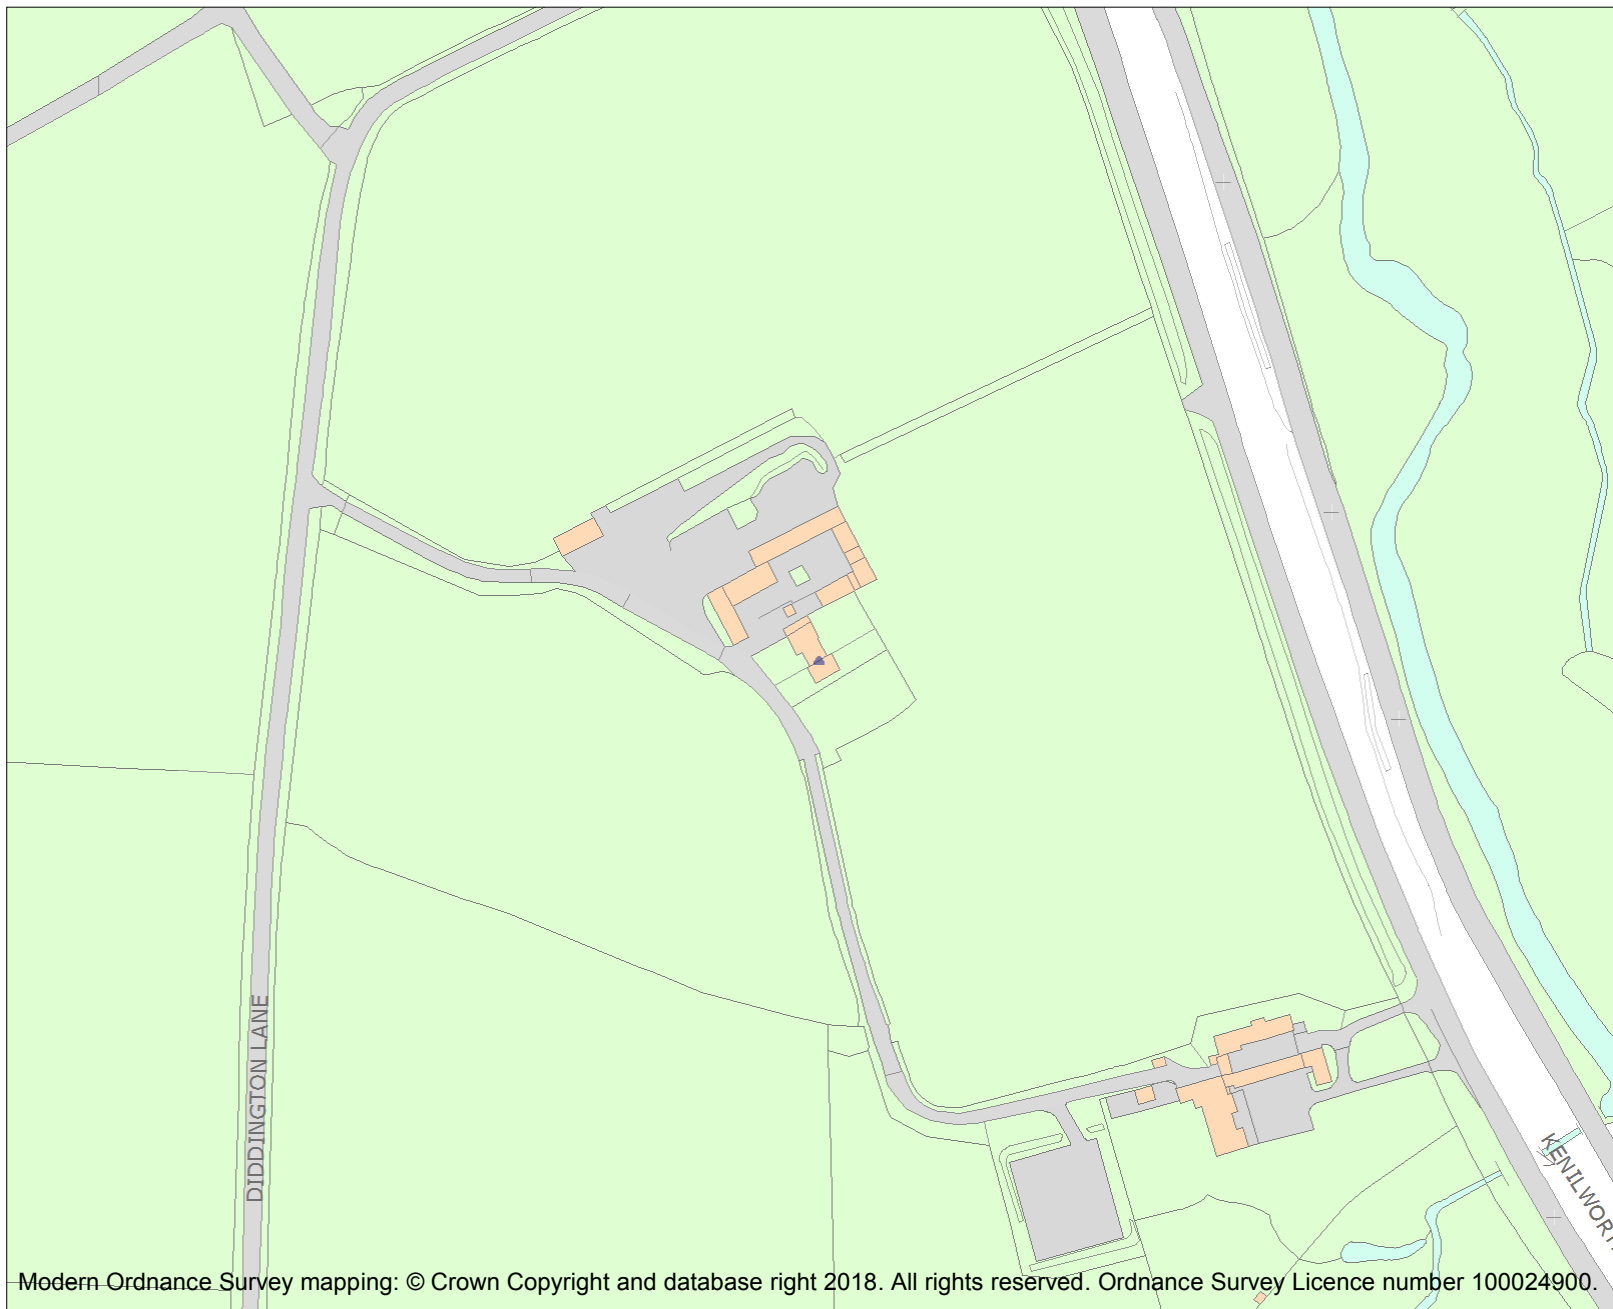 DIDDINGTON LANE
KENILWORTH
Modern Ordnance Survey mapping: © Crown Copyright and database right 2018. All rights reserved. Ordnance Survey Licence number 100024900.